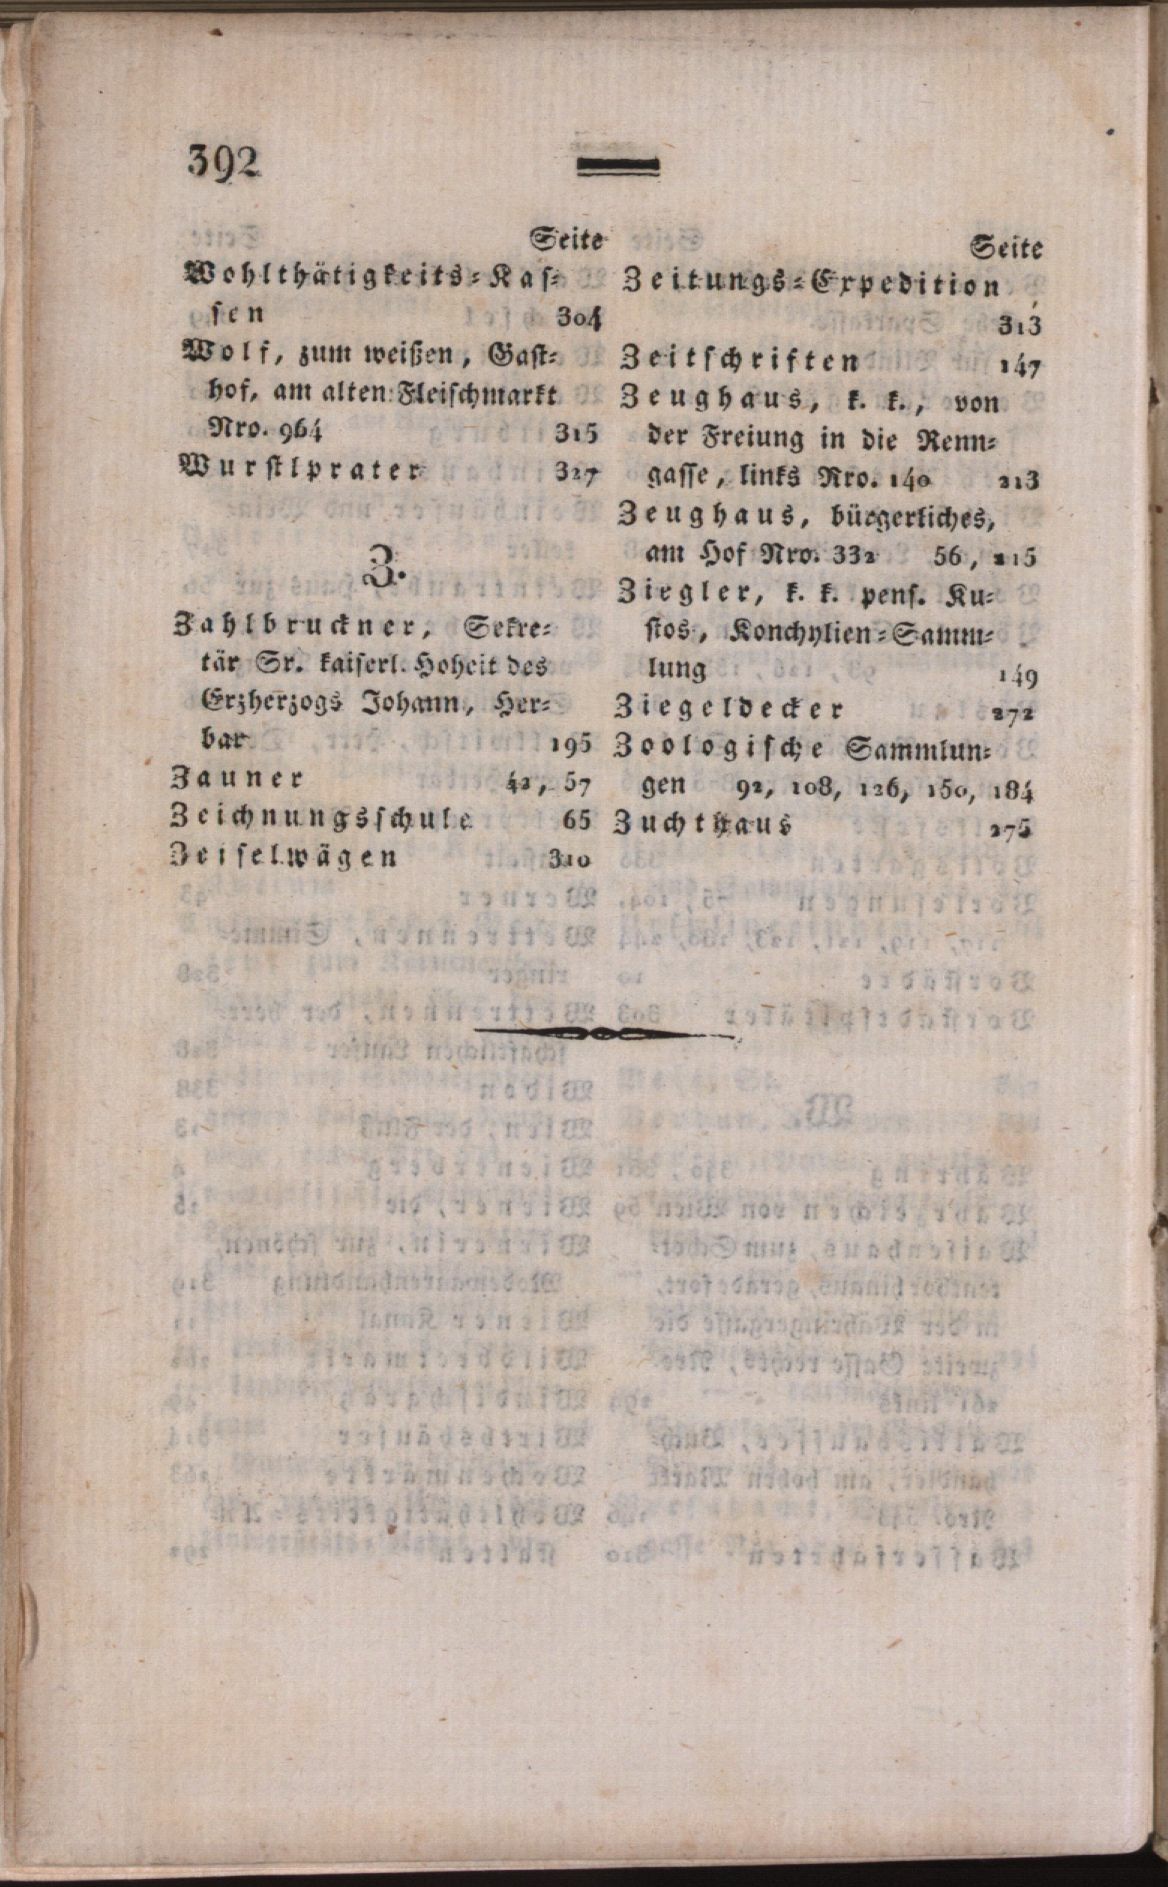 392
Seite
Wohlthätigkeits-Kas-
sen 304
Wolf, zum weißen, Gast-
hof, am alten Fleischmarkt
Nro. 964 315
Wurstlprater 327
Z.
Zahlbruckner, Sekre-
tär Sr. kaiserl. Hoheit des
Erzherzogs Johann, Her-
bar 195
Zauner 42, 57
Zeichnungsschule 65
Zeiselwägen 310
Seite
Zeitungs-Expedition
313
Zeitschriften 147
Zeughaus, k. k., von
der Freiung in die Renn-
gasse, links Nro. 140 213
Zeughaus, bürgerliches,
am Hof Nro. 332 56, 215
Ziegler, k. k. pens. Ku-
stos, Konchylien-Samm-
lung 149
Ziegeldecker 272
Zoologische Sammlun-
gen 92, 108, 126, 150, 184
Zuchthaus 275